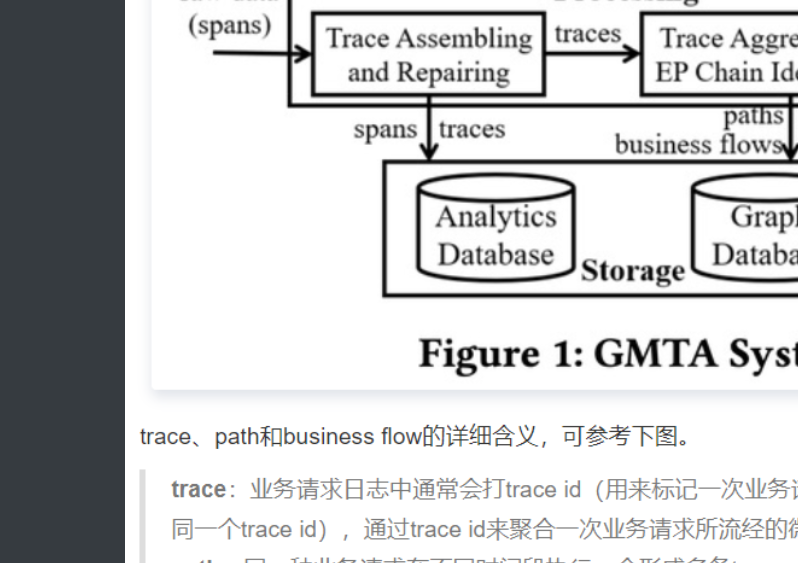 (spans)
Trace Assembling
and Repairing
traces
Trace Aggre
EP Chain Id
spans
traces
paths
business flows
Analytics
Database
Storage
Grap
Databa
Figure 1: GMTA Syst
trace、path和business flow的详细含义，可参考下图。
trace：业务请求日志中通常会打trace id（用来标记一次业务
同一个trace id），通过trace id来聚合一次业务请求所流经的